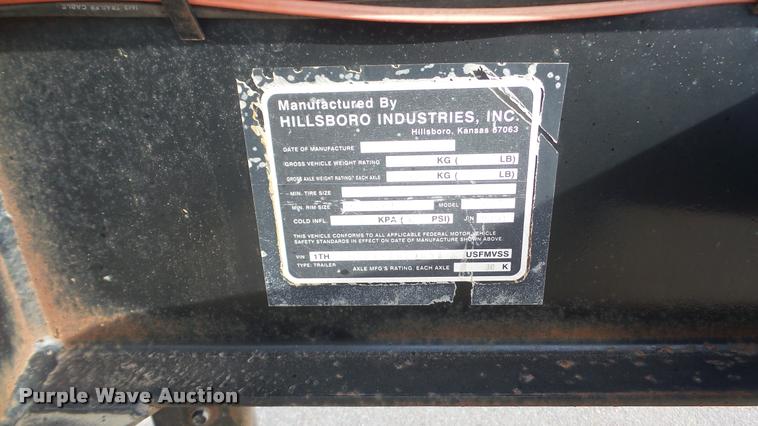 Manufactured By
HILLSBORO INDUSTRIES, INC.
Hillsboro, Kansas 67063
DATE OF MANUFACTURE
GROSS VEHICLE WEIGHT RATING KG ( LB)
GROSS AXLE WEIGHT RATING: EACH AXLE KG ( LB)
MIN. TIRE SIZE
MIN. RIM SIZE MODEL
COLD INFL. KPA ( PSI)
THIS VEHICLE CONFORMS TO ALL APPLICABLE FEDERAL MOTOR VEHICLE
SAFETY STANDARDS IN EFFECT ON DATE OF MANUFACTURE SHOWN ABOVE.
VIN 1TH USFMVSS
TYPE: TRAILER AXLE MFG'S RATING, EACH AXLE K
Purple Wave Auction